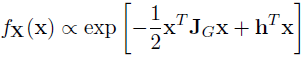 f_X(x) ∝ exp [ −1/2 x^T J_G x + h^T x ]